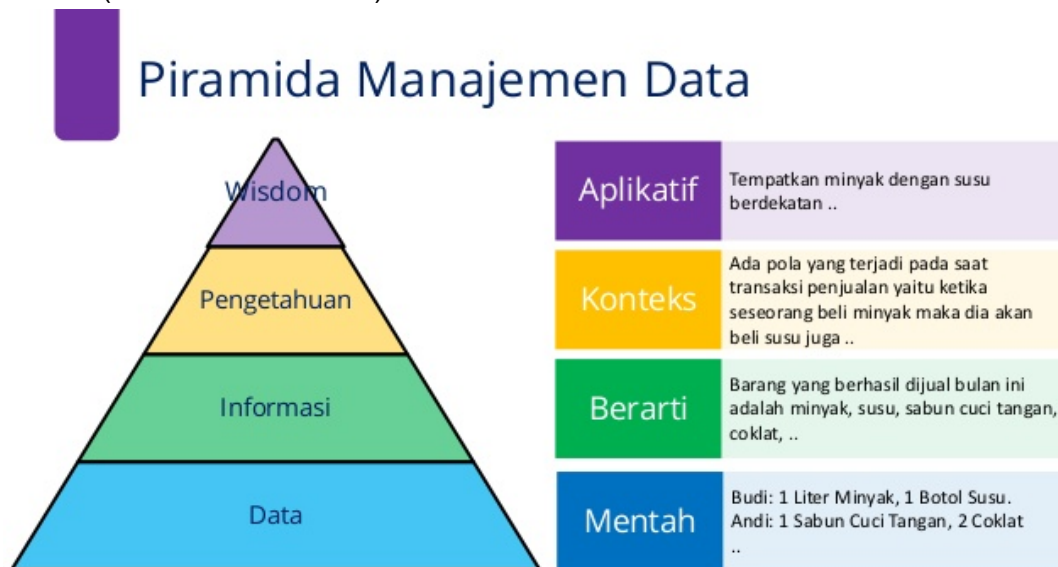 Piramida Manajemen Data
Wisdom
Pengetahuan
Informasi
Data
Aplikatif
Tempatkan minyak dengan susu
berdekatan ..
Konteks
Ada pola yang terjadi pada saat
transaksi penjualan yaitu ketika
seseorang beli minyak maka dia akan
beli susu juga ..
Berarti
Barang yang berhasil dijual bulan ini
adalah minyak, susu, sabun cuci tangan,
coklat, ..
Mentah
Budi: 1 Liter Minyak, 1 Botol Susu.
Andi: 1 Sabun Cuci Tangan, 2 Coklat
..